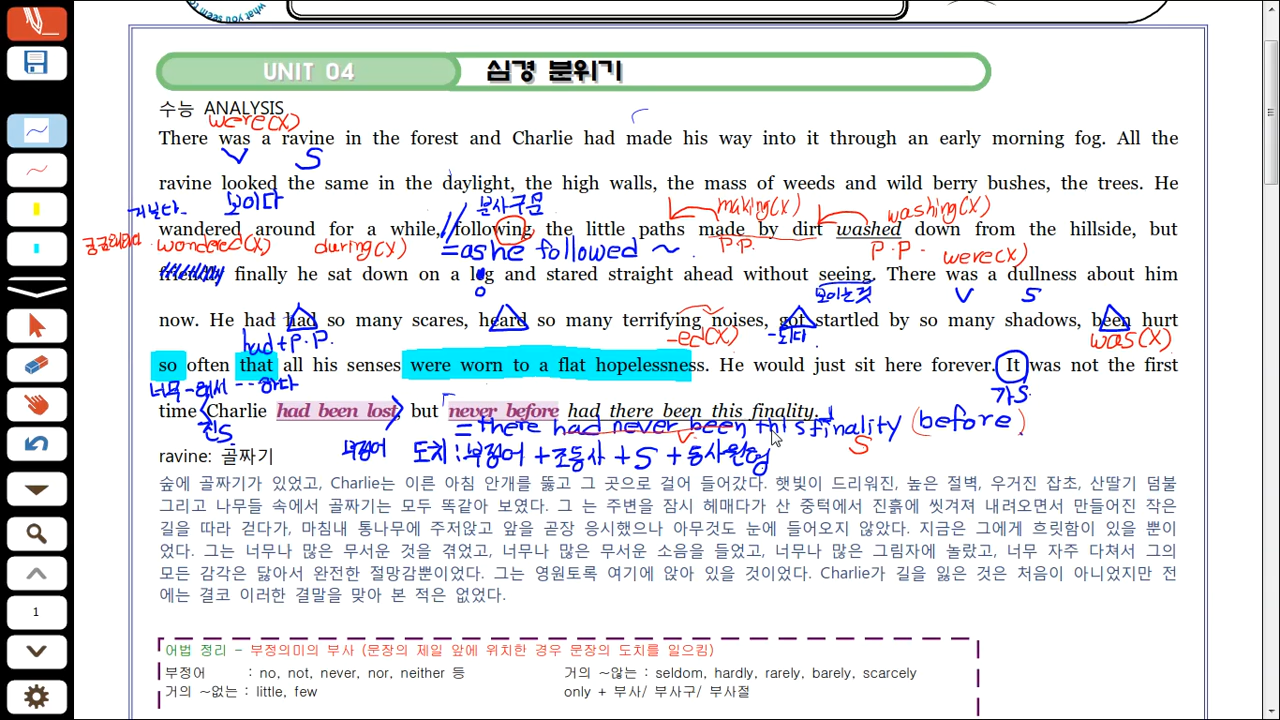 what you seem to
UNIT 04 심경 분위기
수능 ANALYSIS
were(X)
There was a ravine in the forest and Charlie had made his way into it through an early morning fog. All the
V S
ravine looked the same in the daylight, the high walls, the mass of weeds and wild berry bushes, the trees. He
지났다 보이다 분사구문 making(X) washing(X)
wandered around for a while, following the little paths made by dirt washed down from the hillside, but
wondered(X) during(X) = as he followed ~ P.P. P.P were(X)
finally he sat down on a log and stared straight ahead without seeing. There was a dullness about him
o 보이는것 V S
now. He had had so many scares, heard so many terrifying noises, got startled by so many shadows, been hurt
had+P.P. -ed(X) -되다 was(X)
so often that all his senses were worn to a flat hopelessness. He would just sit here forever. It was not the first
너무 -해서 --하다 가S
time Charlie had been lost, but never before had there been this finality.
진S = there had never been this finality (before)
V S
부정어 도치 : 부정어 + 조동사 + S + 동사원형
ravine: 골짜기
숲에 골짜기가 있었고, Charlie는 이른 아침 안개를 뚫고 그 곳으로 걸어 들어갔다. 햇빛이 드리워진, 높은 절벽, 우거진 잡초, 산딸기 덤불
그리고 나무들 속에서 골짜기는 모두 똑같아 보였다. 그 는 주변을 잠시 헤매다가 산 중턱에서 진흙에 씻겨져 내려오면서 만들어진 작은
길을 따라 걷다가, 마침내 통나무에 주저앉고 앞을 곧장 응시했으나 아무것도 눈에 들어오지 않았다. 지금은 그에게 흐릿함이 있을 뿐이
었다. 그는 너무나 많은 무서운 것을 겪었고, 너무나 많은 무서운 소음을 들었고, 너무나 많은 그림자에 놀랐고, 너무 자주 다쳐서 그의
모든 감각은 닳아서 완전한 절망감뿐이었다. 그는 영원토록 여기에 앉아 있을 것이었다. Charlie가 길을 잃은 것은 처음이 아니었지만 전
에는 결코 이러한 결말을 맞아 본 적은 없었다.
어법 정리 – 부정의미의 부사 (문장의 제일 앞에 위치한 경우 문장의 도치를 일으킴)
부정어 : no, not, never, nor, neither 등 거의 ~않는 : seldom, hardly, rarely, barely, scarcely
거의 ~없는 : little, few only + 부사/ 부사구/ 부사절
1